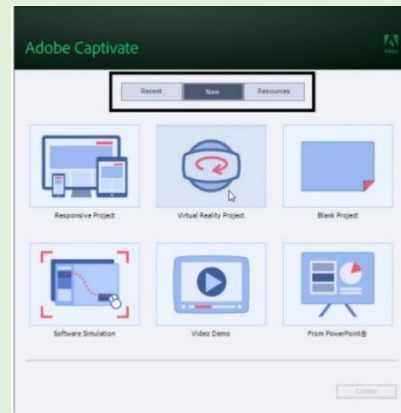 Adobe Captivate
Recent New Resources
Responsive Project Virtual Reality Project Blank Project
Software Simulation Video Demo From PowerPoint®
Create